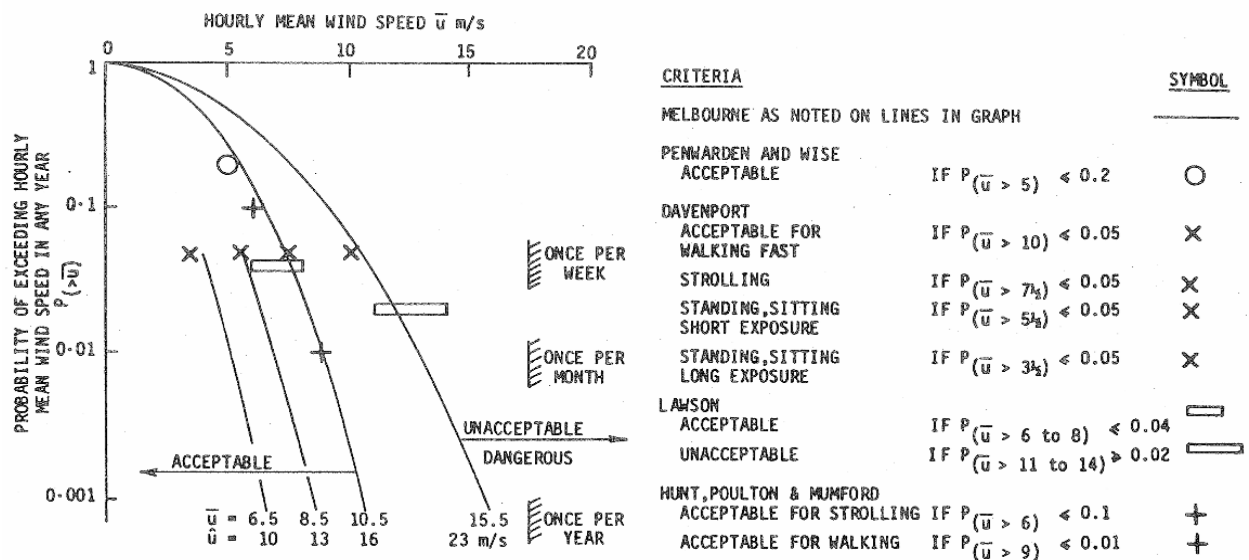 HOURLY MEAN WIND SPEED u̅ m/s
0 5 10 15 20
1
0·1
0·01
0·001
PROBABILITY OF EXCEEDING HOURLY
MEAN WIND SPEED IN ANY YEAR
P(>u̅)
ONCE PER
WEEK
ONCE PER
MONTH
UNACCEPTABLE
DANGEROUS
ACCEPTABLE
u̅ = 6.5 8.5 10.5 15.5
û = 10 13 16 23 m/s
ONCE PER
YEAR
CRITERIA SYMBOL
MELBOURNE AS NOTED ON LINES IN GRAPH
PENWARDEN AND WISE
ACCEPTABLE IF P(u̅ > 5) ⩽ 0.2
DAVENPORT
ACCEPTABLE FOR
WALKING FAST IF P(u̅ > 10) ⩽ 0.05
STROLLING IF P(u̅ > 7½) ⩽ 0.05
STANDING,SITTING
SHORT EXPOSURE IF P(u̅ > 5½) ⩽ 0.05
STANDING,SITTING
LONG EXPOSURE IF P(u̅ > 3½) ⩽ 0.05
LAWSON
ACCEPTABLE IF P(u̅ > 6 to 8) ⩽ 0.04
UNACCEPTABLE IF P(u̅ > 11 to 14) ⩾ 0.02
HUNT,POULTON & MUMFORD
ACCEPTABLE FOR STROLLING IF P(u̅ > 6) ⩽ 0.1
ACCEPTABLE FOR WALKING IF P(u̅ > 9) ⩽ 0.01